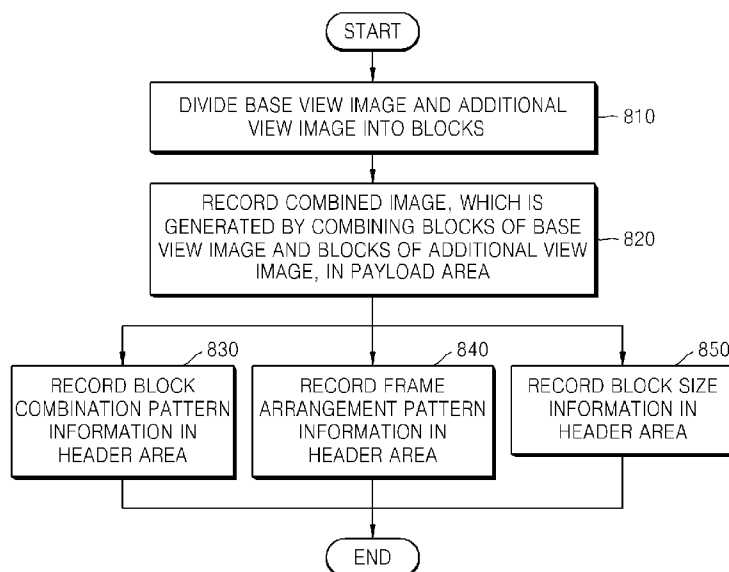 START
DIVIDE BASE VIEW IMAGE AND ADDITIONAL
VIEW IMAGE INTO BLOCKS
810
RECORD COMBINED IMAGE, WHICH IS
GENERATED BY COMBINING BLOCKS OF BASE
VIEW IMAGE AND BLOCKS OF ADDITIONAL VIEW
IMAGE, IN PAYLOAD AREA
820
830
RECORD BLOCK
COMBINATION PATTERN
INFORMATION IN
HEADER AREA
840
RECORD FRAME
ARRANGEMENT PATTERN
INFORMATION IN
HEADER AREA
850
RECORD BLOCK SIZE
INFORMATION IN
HEADER AREA
END